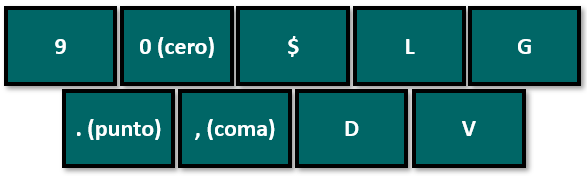 9 0 (cero) $ L G
. (punto) , (coma) D V